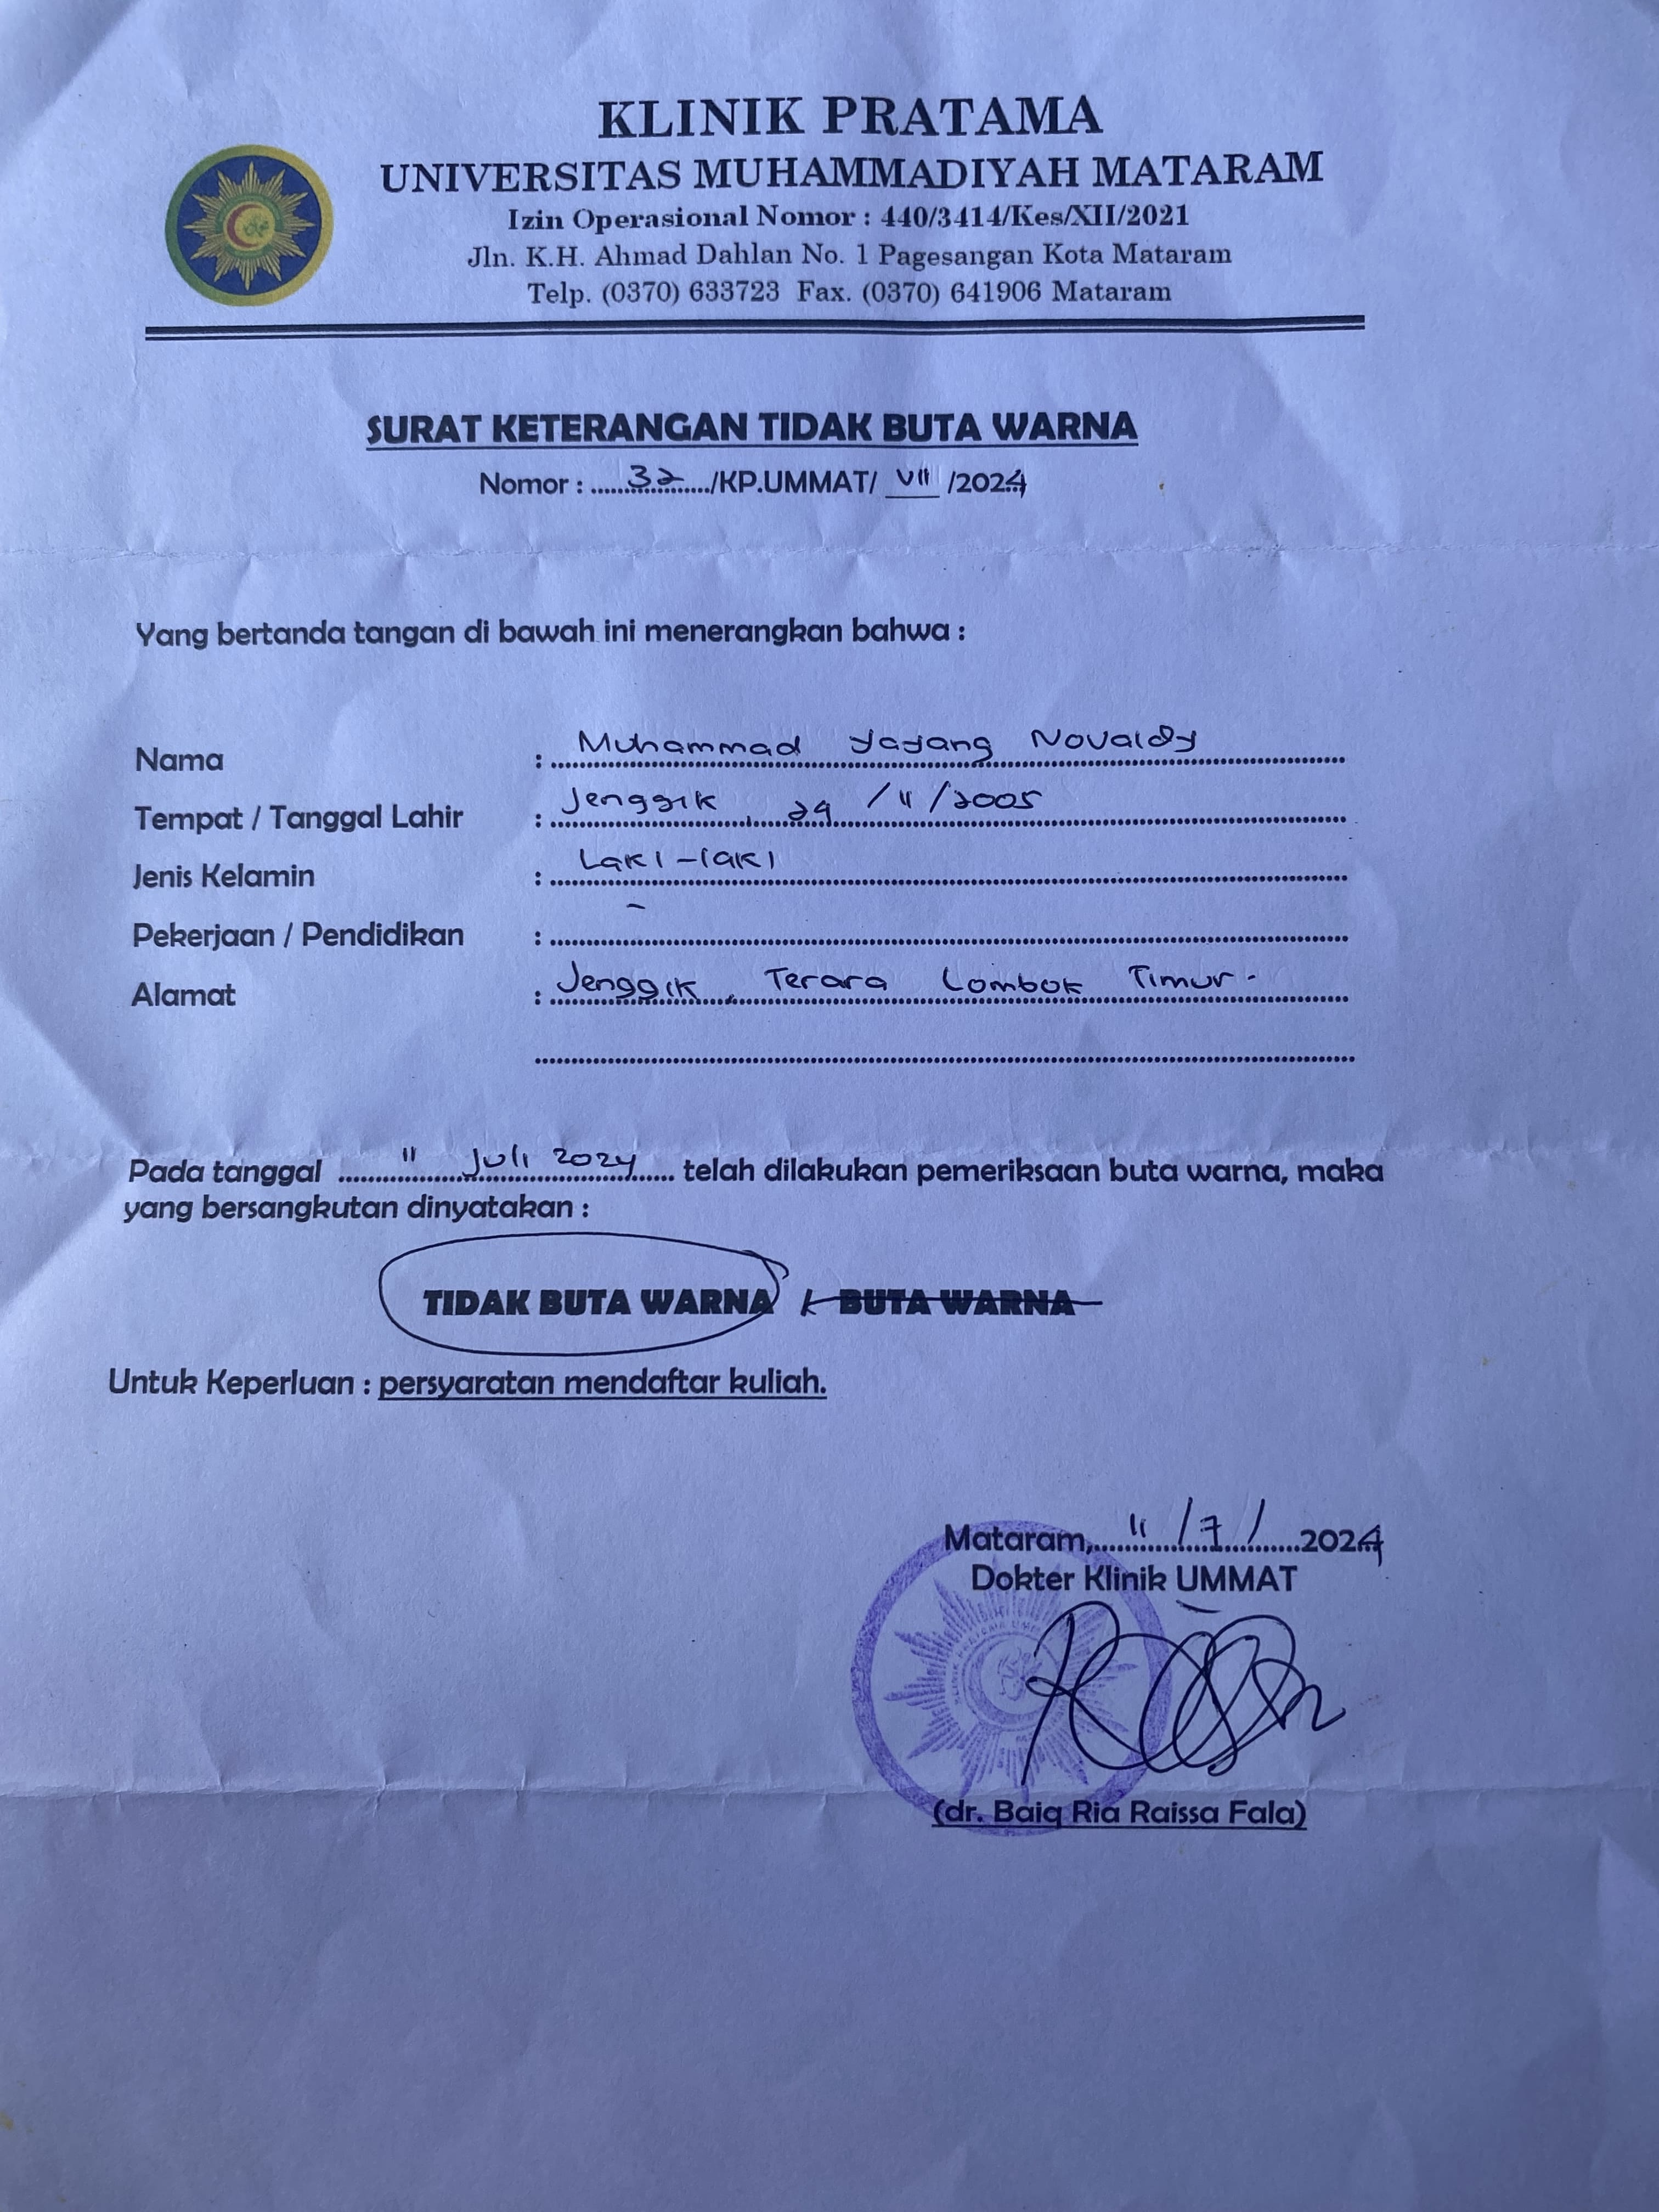 KLINIK PRATAMA
UNIVERSITAS MUHAMMADIYAH MATARAM
Izin Operasional Nomor : 440/3414/Kes/XII/2021
Jln. K.H. Ahmad Dahlan No. 1 Pagesangan Kota Mataram
Telp. (0370) 633723 Fax. (0370) 641906 Mataram
SURAT KETERANGAN TIDAK BUTA WARNA
Nomor : ......32....../KP.UMMAT/ VII /2024
Yang bertanda tangan di bawah ini menerangkan bahwa :
Nama : Muhammad Yayang Novaldy
Tempat / Tanggal Lahir : Jenggik, 29 /11/2005
Jenis Kelamin : Laki-laki
Pekerjaan / Pendidikan : -
Alamat : Jenggik, Terara Lombok Timur.
Pada tanggal 11 Juli 2024 telah dilakukan pemeriksaan buta warna, maka
yang bersangkutan dinyatakan :
TIDAK BUTA WARNA / BUTA WARNA
Untuk Keperluan : persyaratan mendaftar kuliah.
Mataram, 11 /7/ 2024
Dokter Klinik UMMAT
(dr. Baiq Ria Raissa Fala)